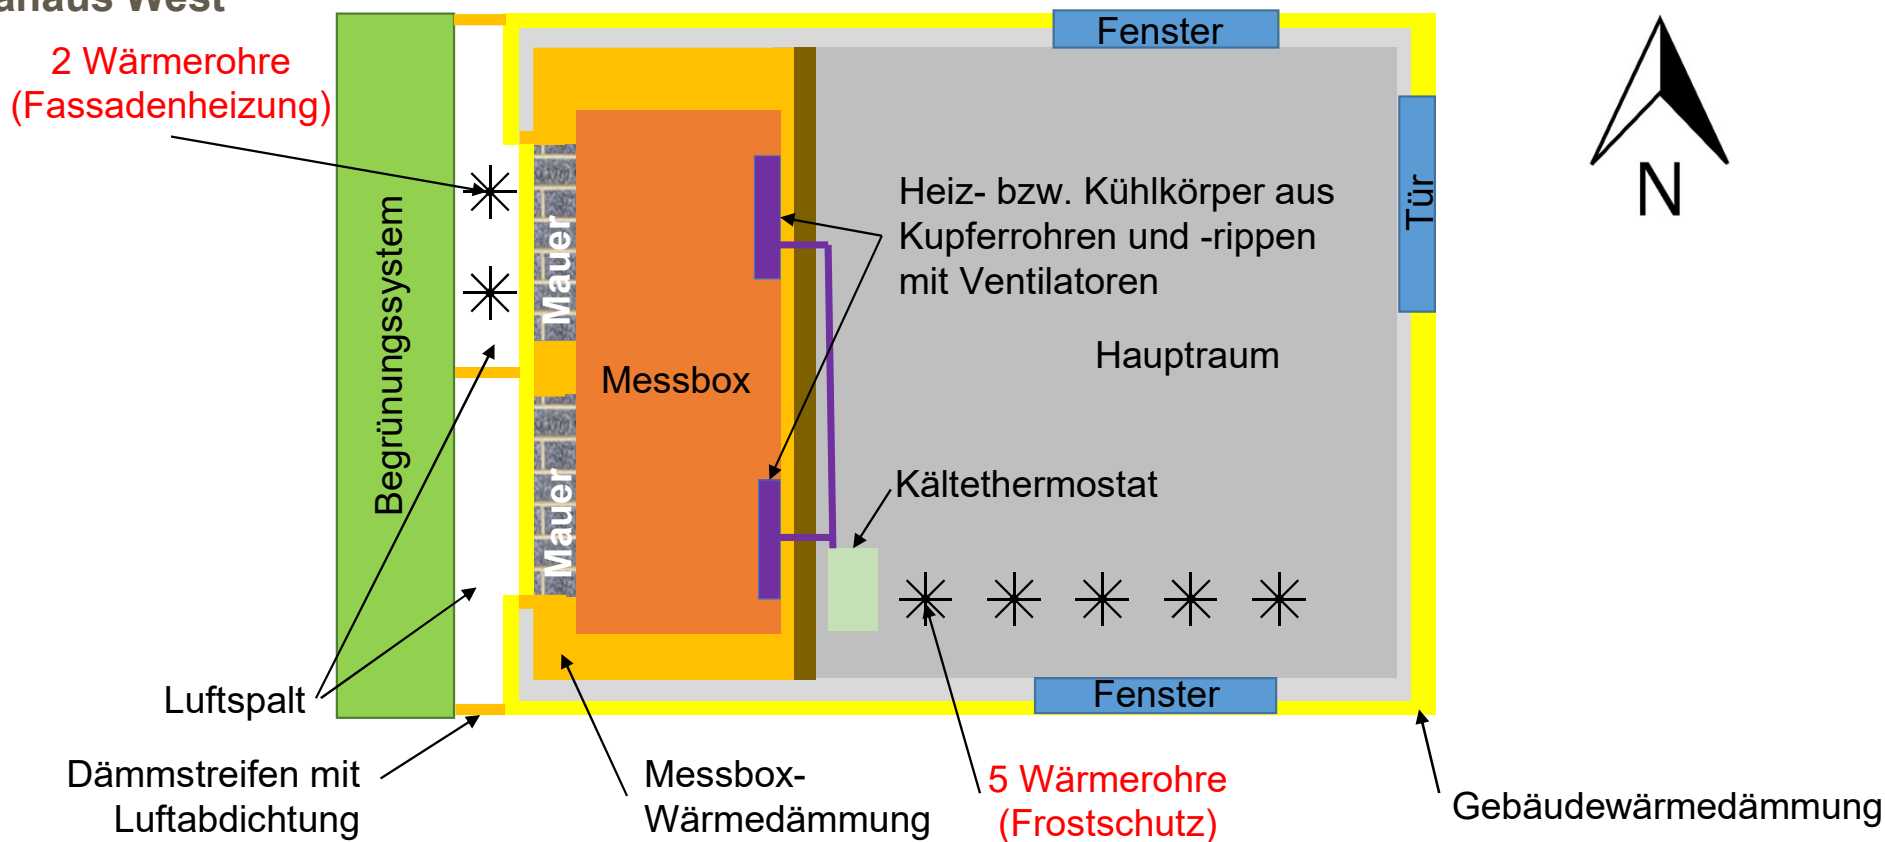 West
2 Wärmerohre
(Fassadenheizung)
Fenster
N
Tür
Heiz- bzw. Kühlkörper aus
Kupferrohren und -rippen
mit Ventilatoren
Begrünungssystem
Mauer
Hauptraum
Messbox
Mauer
Kältethermostat
Luftspalt
Fenster
Dämmstreifen mit
Luftabdichtung
Messbox-
Wärmedämmung
5 Wärmerohre
(Frostschutz)
Gebäudewärmedämmung